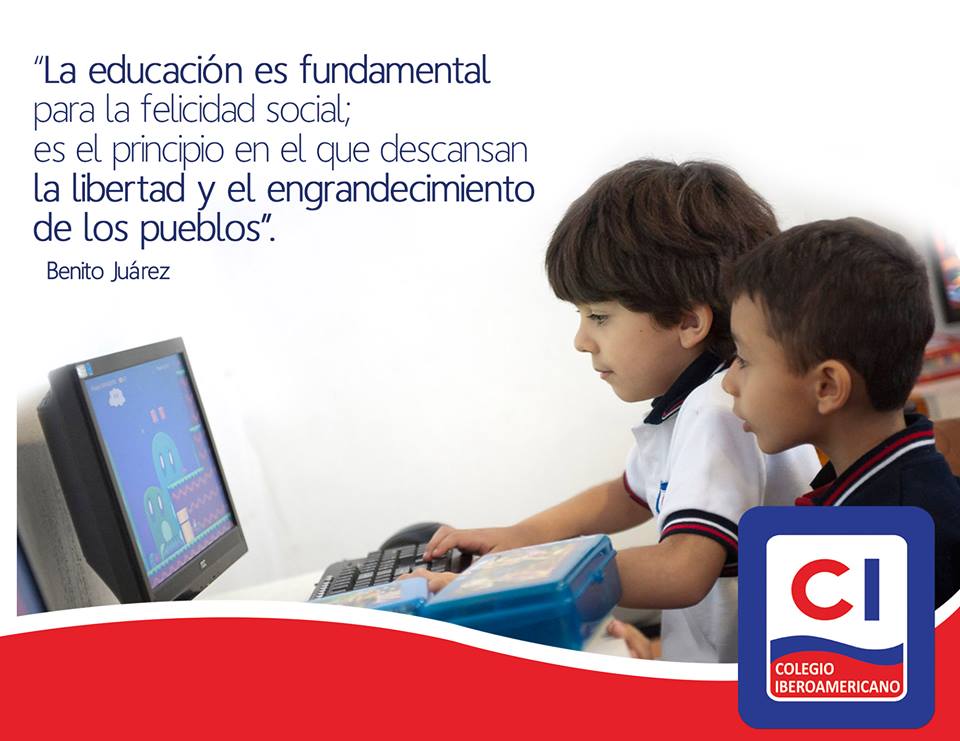 “La educación es fundamental
para la felicidad social;
es el principio en el que descansan
la libertad y el engrandecimiento
de los pueblos”.
Benito Juárez
CI
COLEGIO
IBEROAMERICANO